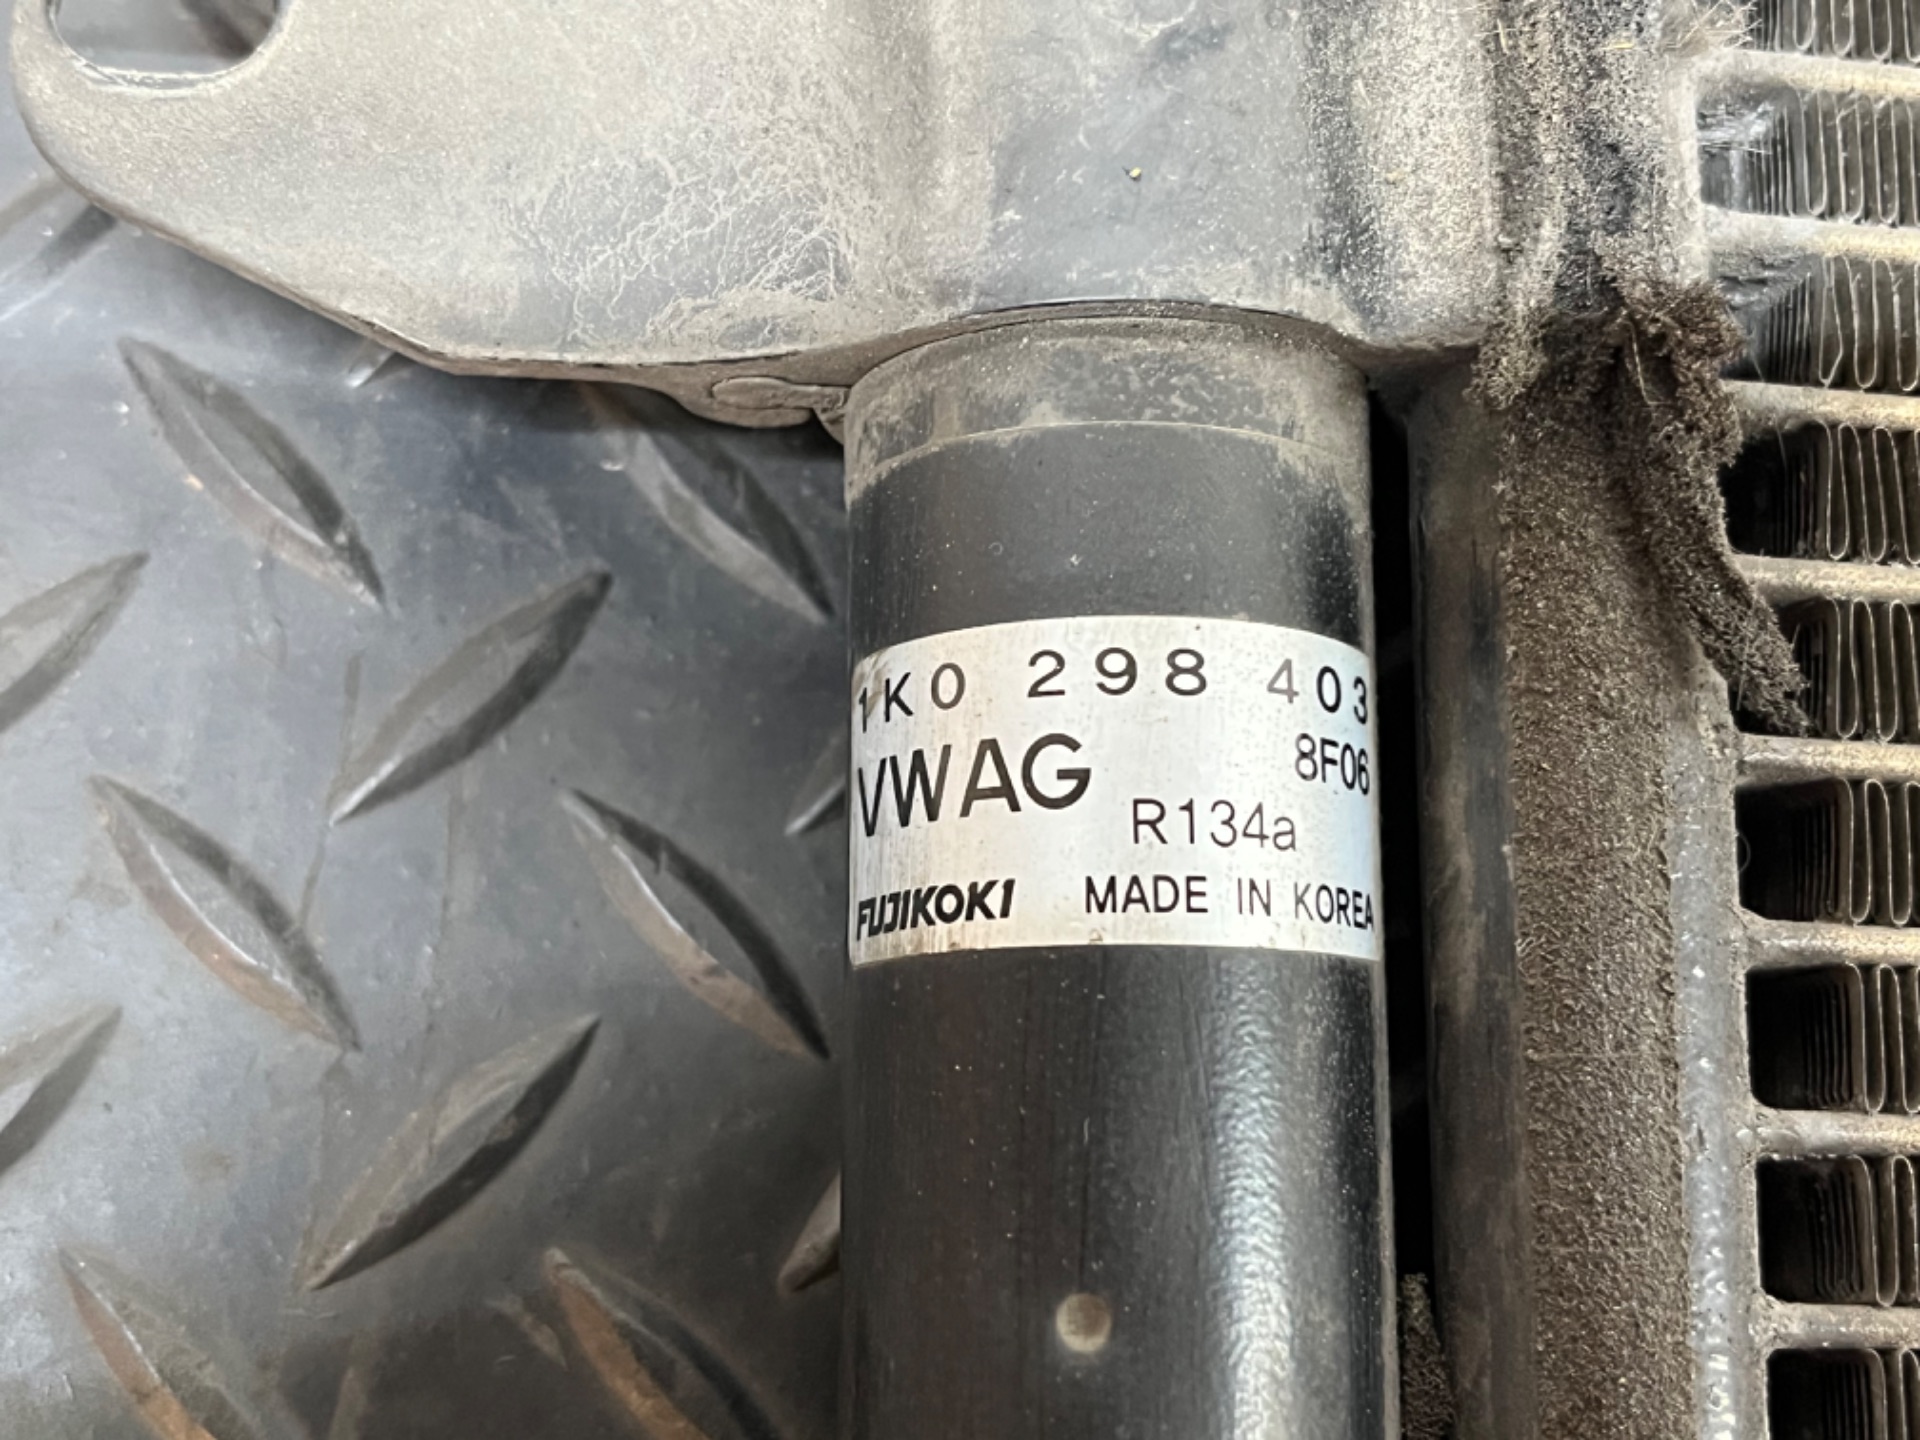 1K0 298 403
VWAG 8F06
R134a
FUJIKOKI MADE IN KOREA